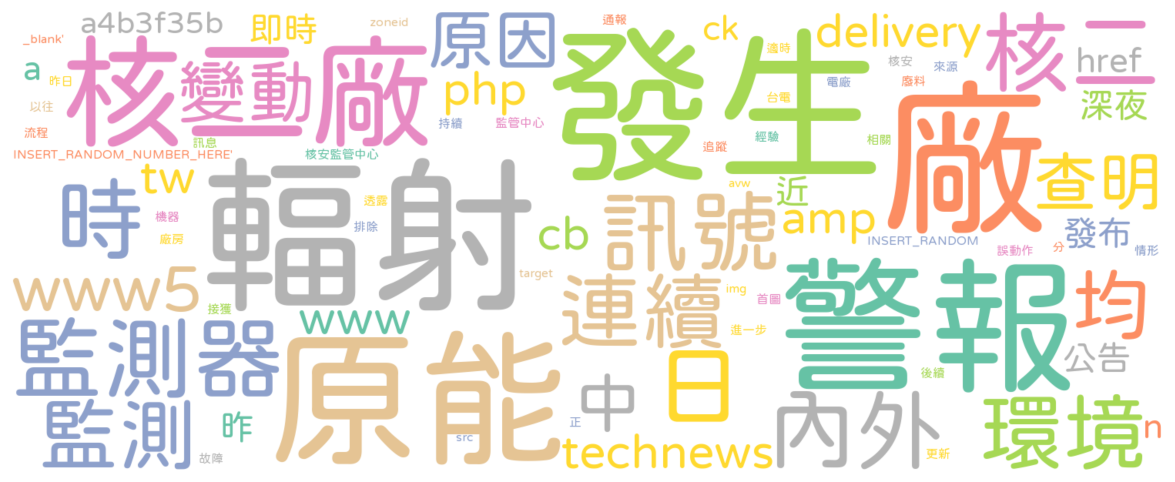 a4b3f35b
即時
zoneid
原因
通報
ck
適時
delivery
核二
_blank'
a
昨日
核三廠
變動
php
發生
電廠
核安
來源
href
廢料
深夜
以往
流程
訊息
持續
監管中心
台電
經驗
追蹤
相關
廠
INSERT_RANDOM_NUMBER_HERE'
核安監管中心
查明
時
tw
輻射
透露
機器
廠房
排除
cb
訊號
avw
近
amp
INSERT_RANDOM
發布
誤動作
分
情形
www5
接獲
www
target
連續
img
首圖
進一步
警報
均
公告
監測器
原能
中
日
後續
監測
昨
故障
src
正
technews
內外
更新
環境
n